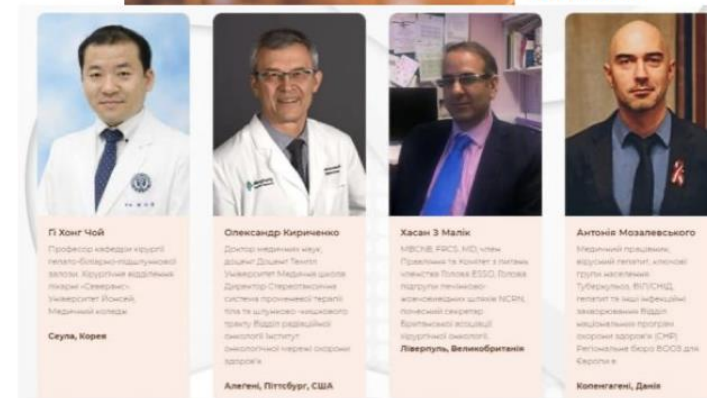 Гі Хонг Чой
Професор кафедри хірургії
гепато-біліарно-підшлункової
залози. Хірургічне відділення
лікарні «Северанс».
Університет Йонсей,
Медичний коледж
Сеула, Корея
Олександр Кириченко
Доктор медичних наук,
доцент Доцент Темпл
Університет Медична школа
Директор Стереотаксична
система променевої терапії
тіла та шлунково-кишкового
тракту Відділ радіаційної
онкології Інститут
онкологічної мережі охорони
здоров'я
Алегені, Піттсбург, США
Хасан З Малік
MBChB, FRCS, MD, член
Правління та Комітет з питань
членства Голова ESSO, Голова
підгрупи печінково-
жовчовивідних шляхів NCRN,
почесний секретар
Британської асоціації
хірургічної онкології.
Ліверпуль, Великобританія
Антонія Мозалевського
Медичний працівник,
вірусний гепатит, ключові
групи населення
Туберкульоз, ВІЛ/СНІД,
гепатит та інші інфекційні
захворювання Відділ
національних програм
охорони здоров'я (CHP)
Регіональне бюро ВООЗ для
Європи в
Копенгагені, Данія